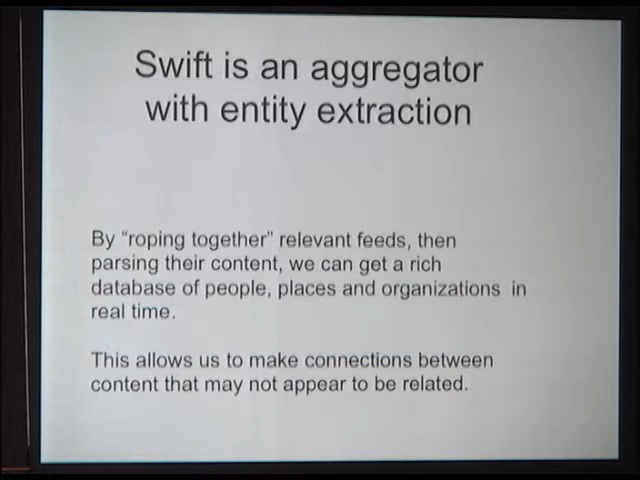 Swift is an aggregator
with entity extraction
By “roping together” relevant feeds, then
parsing their content, we can get a rich
database of people, places and organizations in
real time.
This allows us to make connections between
content that may not appear to be related.